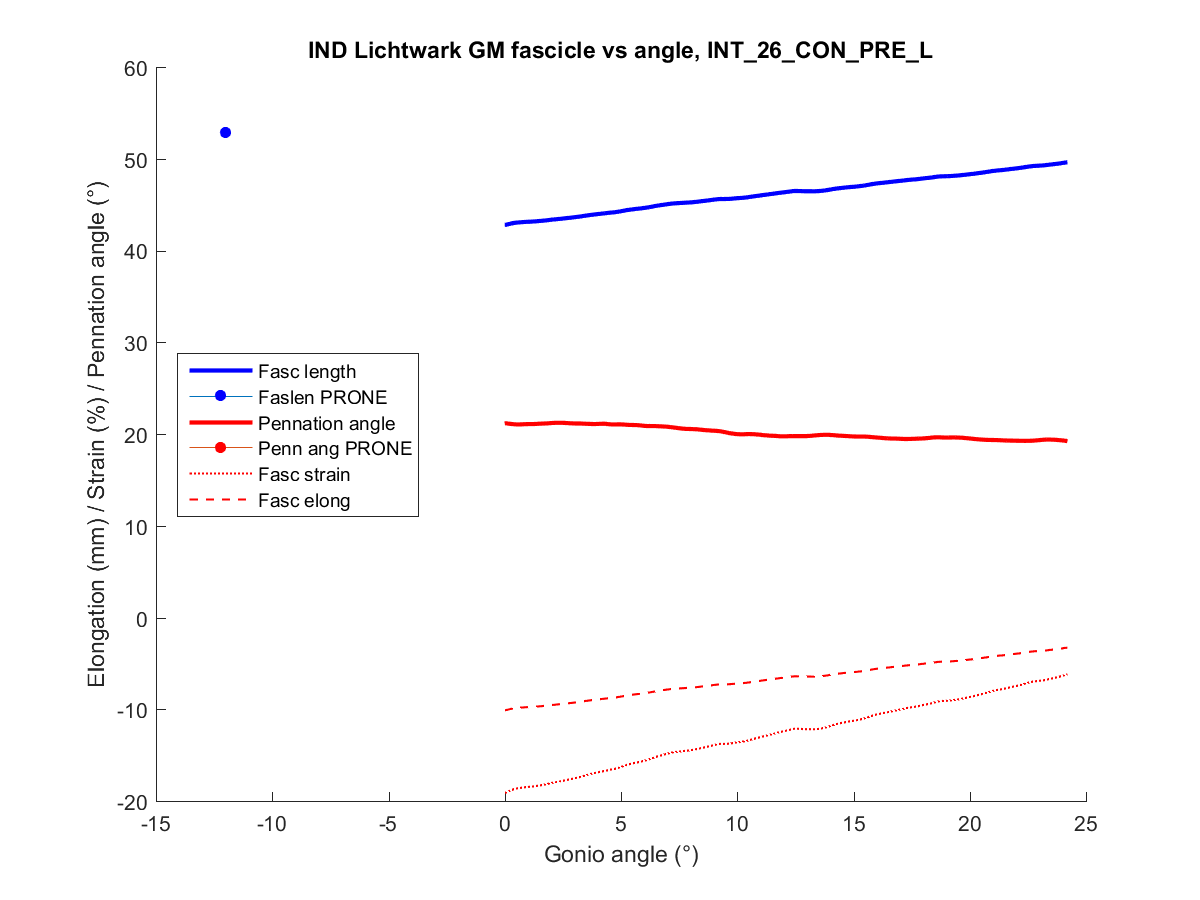 IND Lichtwark GM fascicle vs angle, INT_26_CON_PRE_L
Elongation (mm) / Strain (%) / Pennation angle (°)
60
50
40
30
20
10
0
-10
-20
Fasc length
Faslen PRONE
Pennation angle
Penn ang PRONE
Fasc strain
Fasc elong
-15
-10
-5
0
5
10
15
20
25
Gonio angle (°)